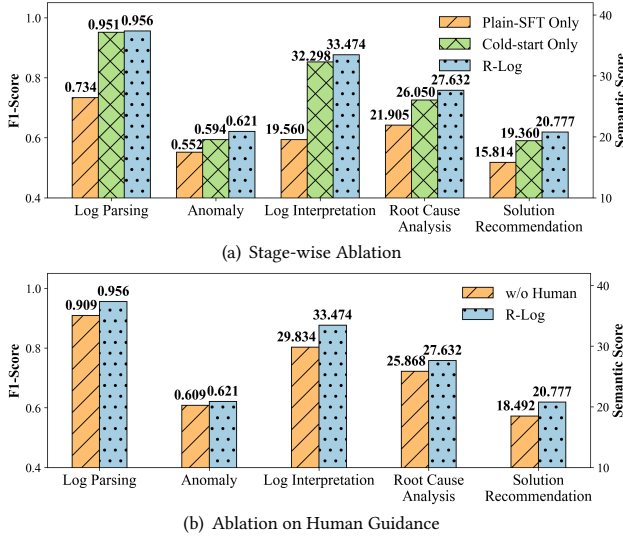 1.0
0.8
0.6
0.4
F1-Score
40
30
20
10
Semantic Score
Plain-SFT Only
Cold-start Only
R-Log
0.734
0.951
0.956
0.552
0.594
0.621
19.560
32.298
33.474
21.905
26.050
27.632
15.814
19.360
20.777
Log Parsing
Anomaly
Log Interpretation
Root Cause
Analysis
Solution
Recommendation
(a) Stage-wise Ablation
1.0
0.8
0.6
0.4
F1-Score
40
30
20
10
Semantic Score
w/o Human
R-Log
0.909
0.956
0.609
0.621
29.834
33.474
25.868
27.632
18.492
20.777
Log Parsing
Anomaly
Log Interpretation
Root Cause
Analysis
Solution
Recommendation
(b) Ablation on Human Guidance